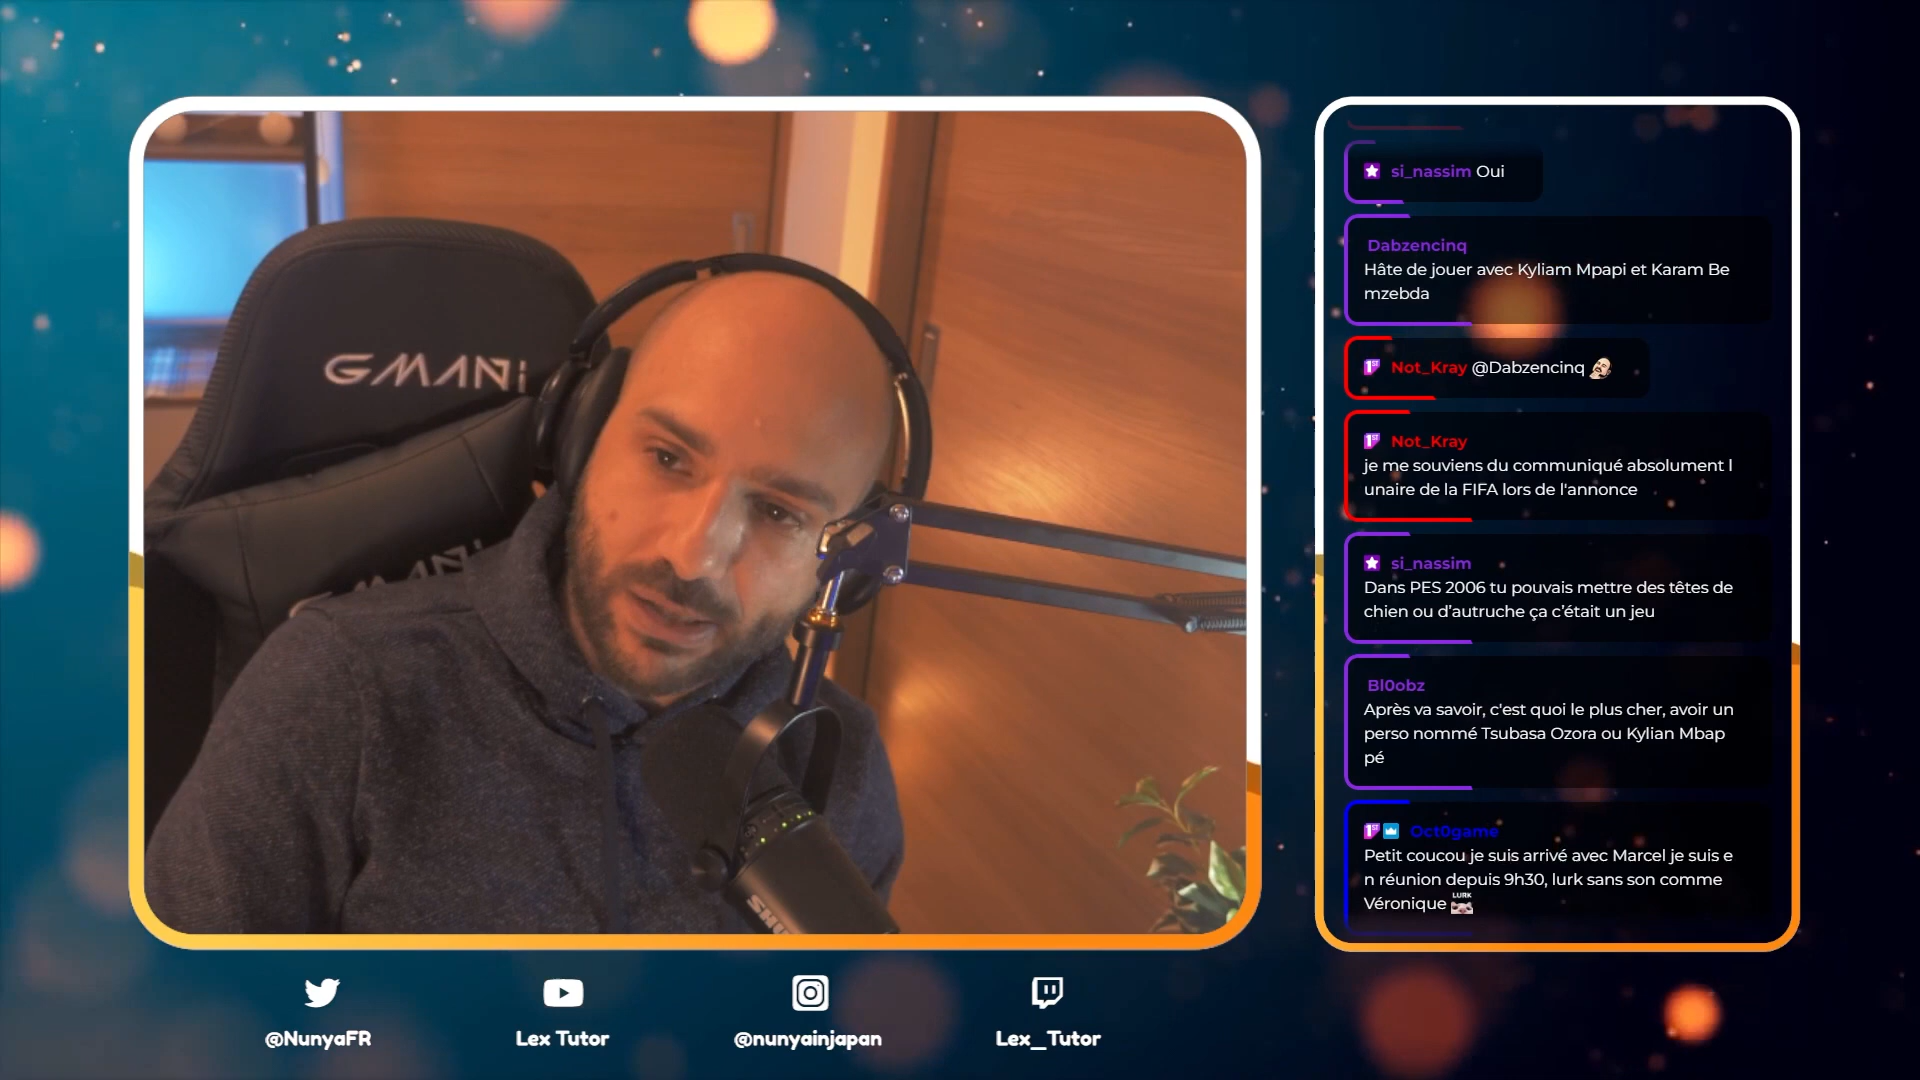 GMANI
si_nassim Oui
Dabzencinq
Hâte de jouer avec Kyliam Mpapi et Karam Be
mzebda
Not_Kray @Dabzencinq
Not_Kray
je me souviens du communiqué absolument l
unaire de la FIFA lors de l'annonce
si_nassim
Dans PES 2006 tu pouvais mettre des têtes de
chien ou d’autruche ça c’était un jeu
Bl0obz
Après va savoir, c'est quoi le plus cher, avoir un
perso nommé Tsubasa Ozora ou Kylian Mbap
pé
Oct0game
Petit coucou je suis arrivé avec Marcel je suis e
n réunion depuis 9h30, lurk sans son comme
Véronique LURK
@NunyaFR
Lex Tutor
@nunyainjapan
Lex_Tutor